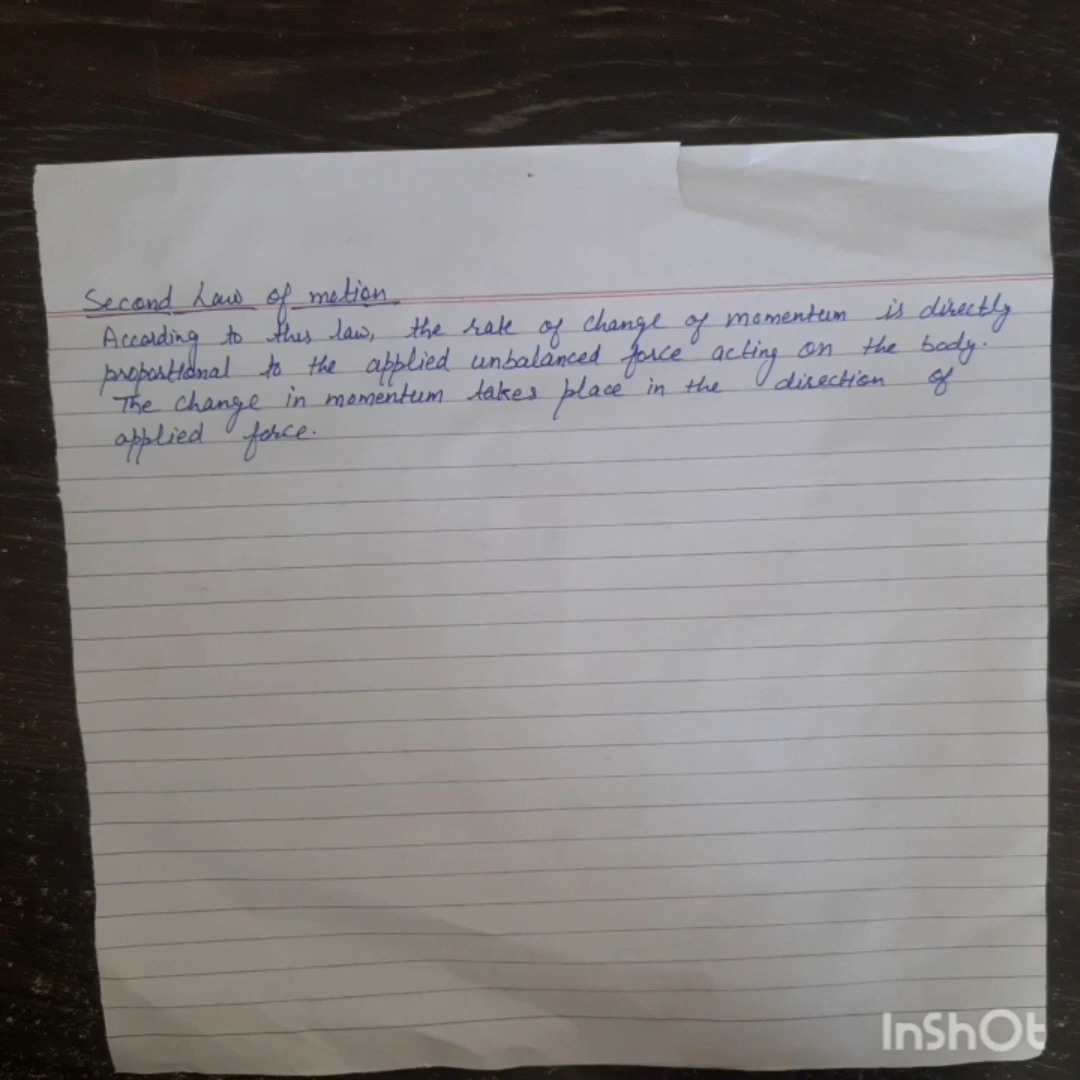 Second Law of motion
According to this law, the rate of change of momentum is directly
proportional to the applied unbalanced force acting on the body.
The change in momentum takes place in the direction of
applied force.
InShOt